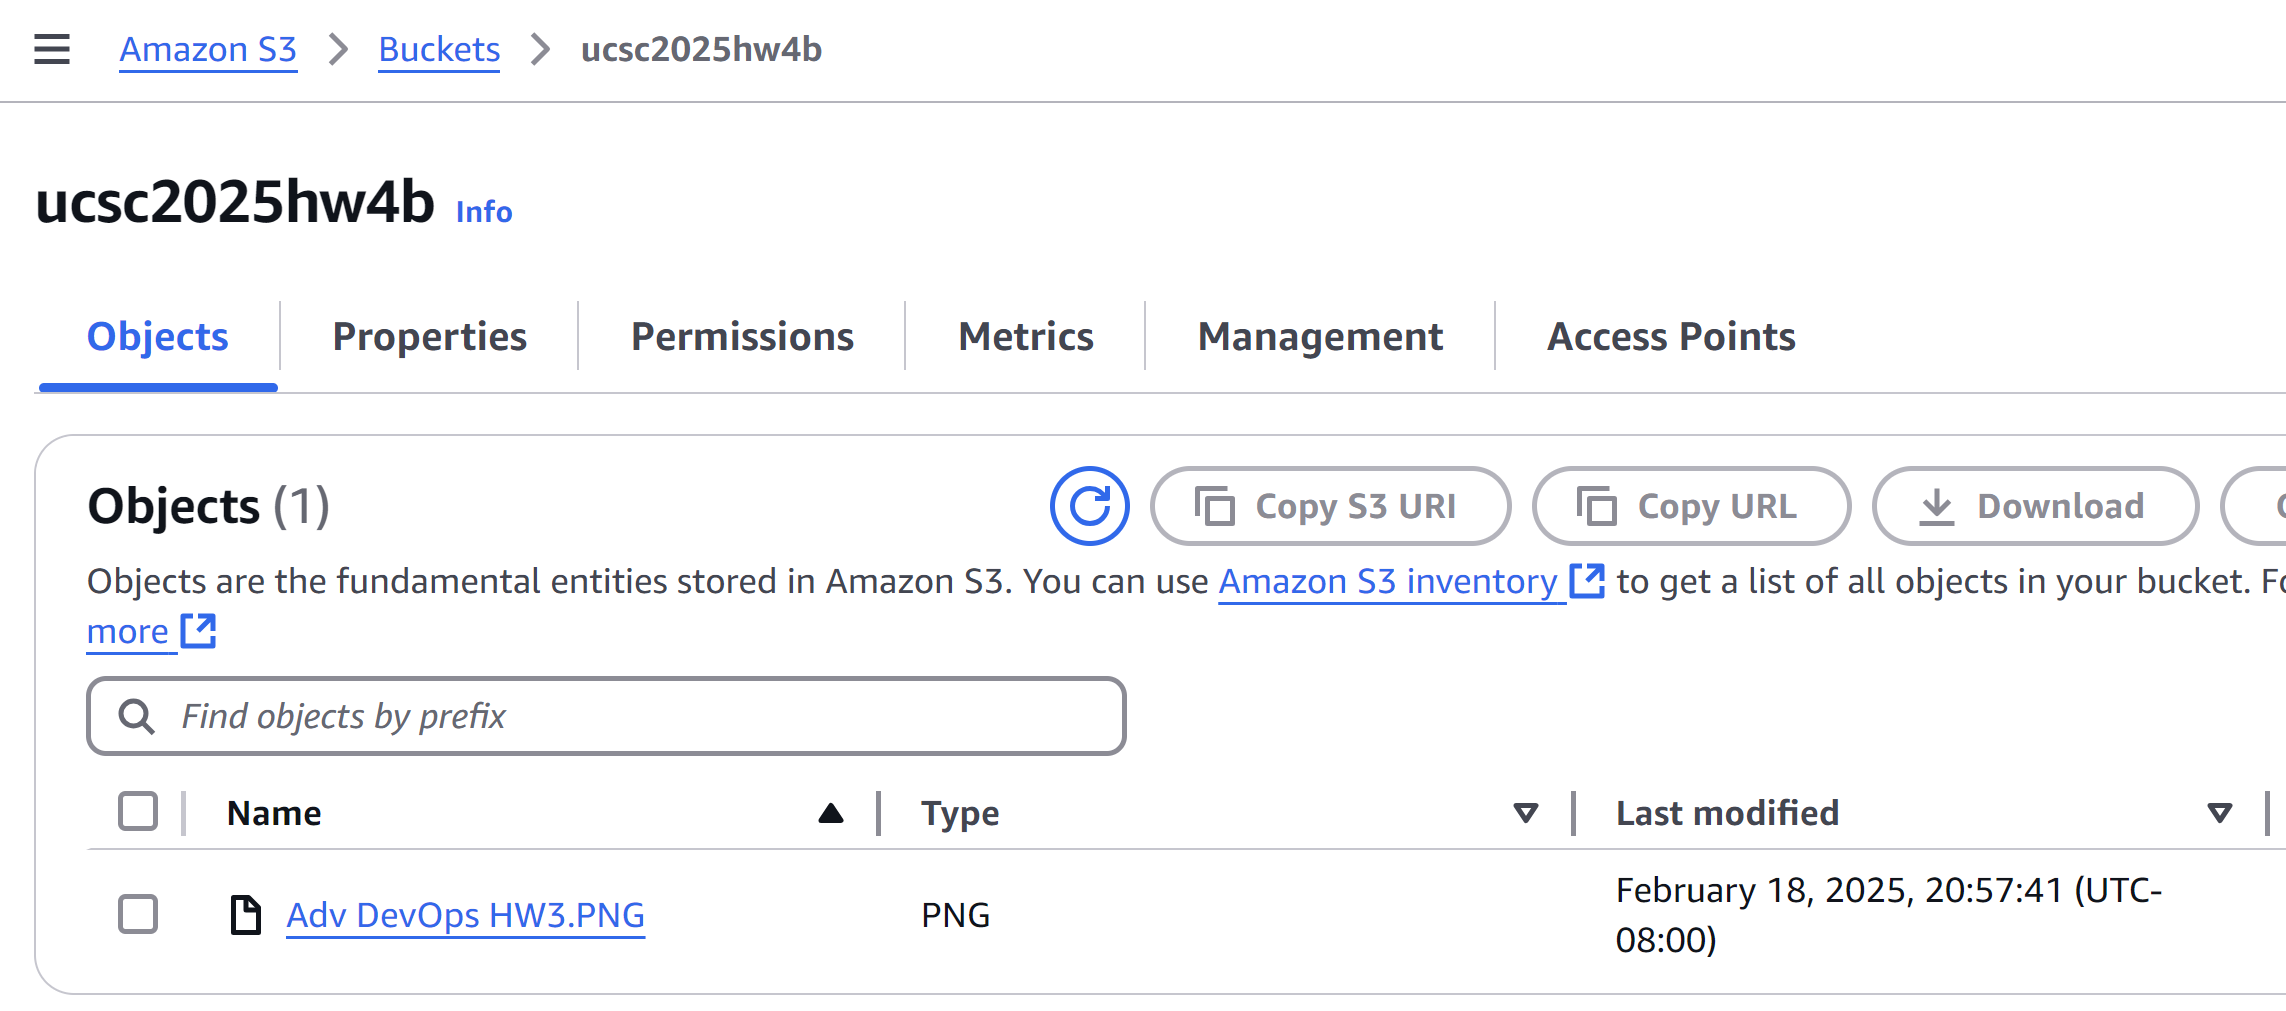 Amazon S3 > Buckets > ucsc2025hw4b
ucsc2025hw4b Info
Objects Properties Permissions Metrics Management Access Points
Objects (1) Copy S3 URI Copy URL Download
Objects are the fundamental entities stored in Amazon S3. You can use Amazon S3 inventory to get a list of all objects in your bucket.
more
Find objects by prefix
Name Type Last modified
Adv DevOps HW3.PNG PNG February 18, 2025, 20:57:41 (UTC-
08:00)